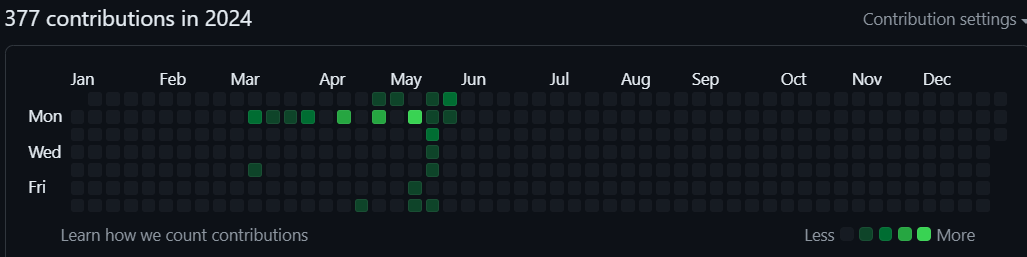 377 contributions in 2024
Contribution settings
Jan Feb Mar Apr May Jun Jul Aug Sep Oct Nov Dec
Mon
Wed
Fri
Learn how we count contributions
Less More